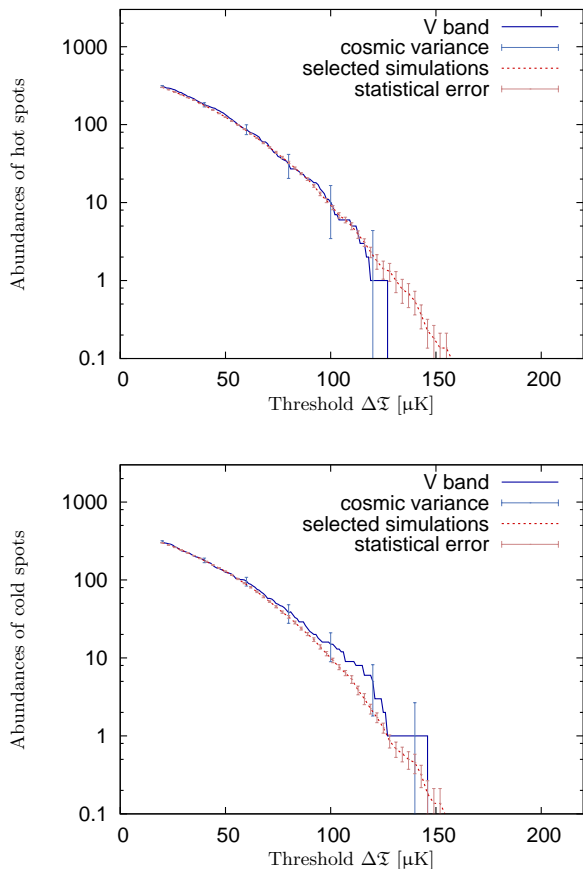 V band
cosmic variance
selected simulations
statistical error
Abundances of hot spots
1000
100
10
1
0.1
0 50 100 150 200
Threshold Δ𝔗 [μK]
V band
cosmic variance
selected simulations
statistical error
Abundances of cold spots
1000
100
10
1
0.1
0 50 100 150 200
Threshold Δ𝔗 [μK]